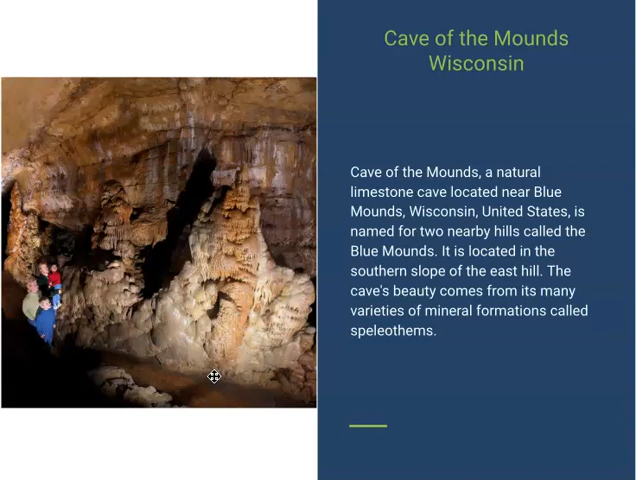 Cave of the Mounds
Wisconsin
Cave of the Mounds, a natural
limestone cave located near Blue
Mounds, Wisconsin, United States, is
named for two nearby hills called the
Blue Mounds. It is located in the
southern slope of the east hill. The
cave's beauty comes from its many
varieties of mineral formations called
speleothems.